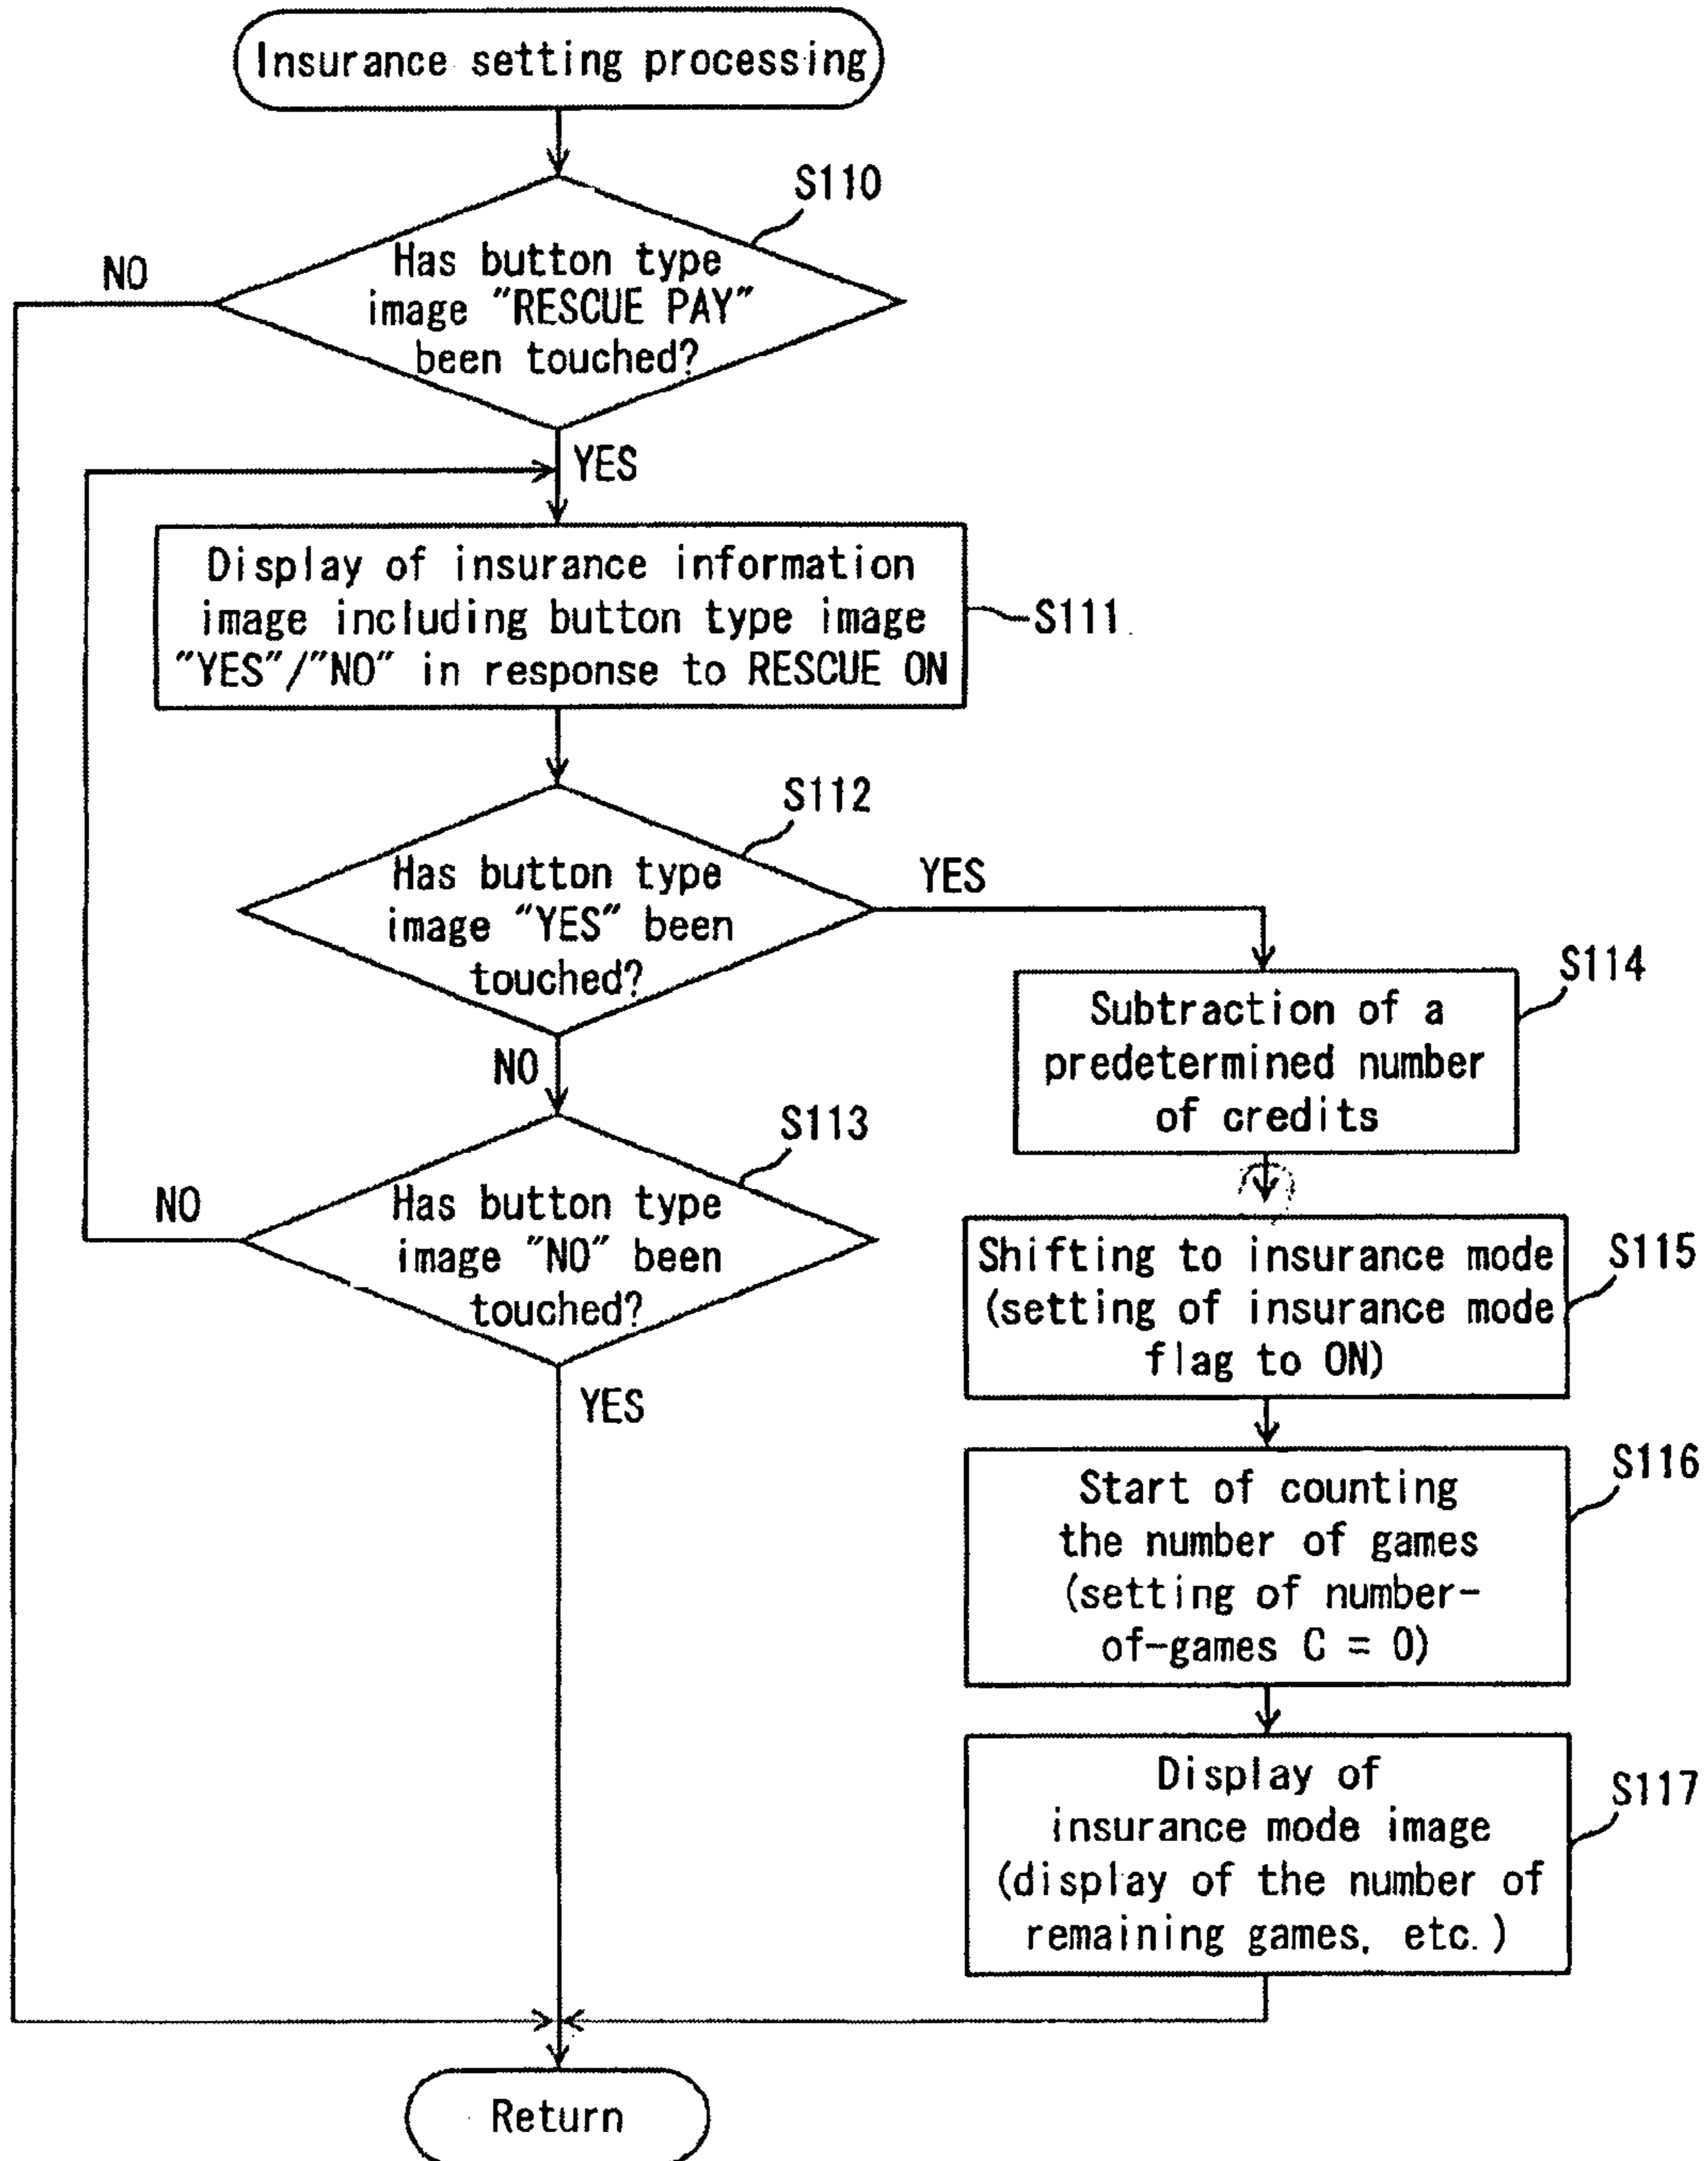 Insurance setting processing
S110
NO
Has button type
image "RESCUE PAY"
been touched?
YES
Display of insurance information
image including button type image
"YES"/"NO" in response to RESCUE ON
S111
S112
Has button type
image "YES" been
touched?
YES
NO
S114
Subtraction of a
predetermined number
of credits
S113
NO
Has button type
image "NO" been
touched?
YES
S115
Shifting to insurance mode
(setting of insurance mode
flag to ON)
S116
Start of counting
the number of games
(setting of number-
of-games C = 0)
S117
Display of
insurance mode image
(display of the number of
remaining games, etc.)
Return